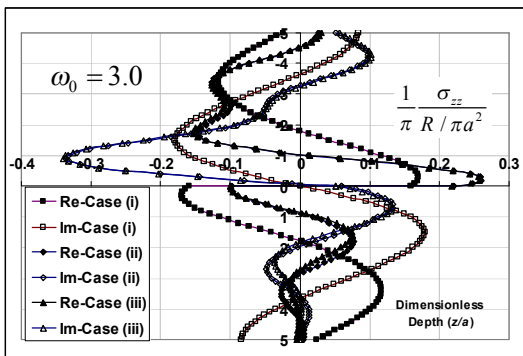 -5
-4
-3
-2
-1
0
1
2
3
4
5
-0.4
-0.3
-0.2
-0.1
0
0.1
0.2
0.3
ω₀ = 3.0
1/π σ_zz/(R / πa²)
Re-Case (i)
Im-Case (i)
Re-Case (ii)
Im-Case (ii)
Re-Case (iii)
Im-Case (iii)
Dimensionless
Depth (z/a)